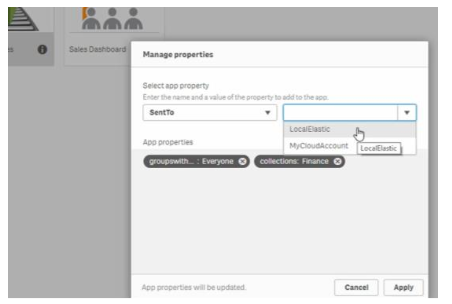 Sales Dashboard
Manage properties
Select app property
Enter the name and a value of the property to add to the app.
SentTo
LocalElastic
MyCloudAccount
LocalElastic
App properties
groupswith... : Everyone
collections: Finance
App properties will be updated.
Cancel
Apply